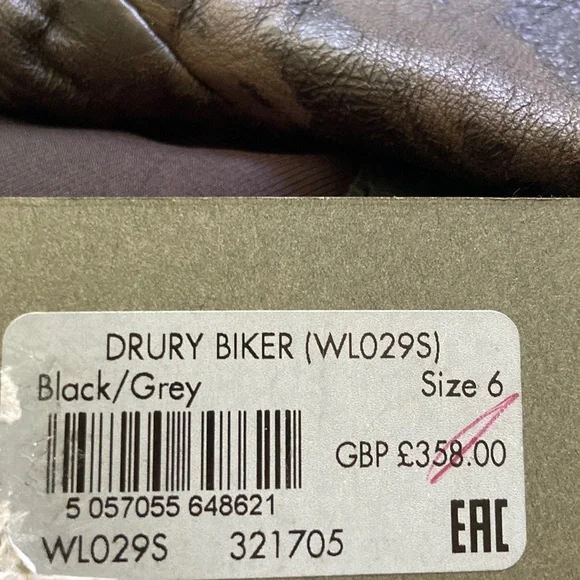 DRURY BIKER (WL029S)
Black/Grey Size 6
GBP £358.00
5 057055 648621
WL029S 321705 EAC